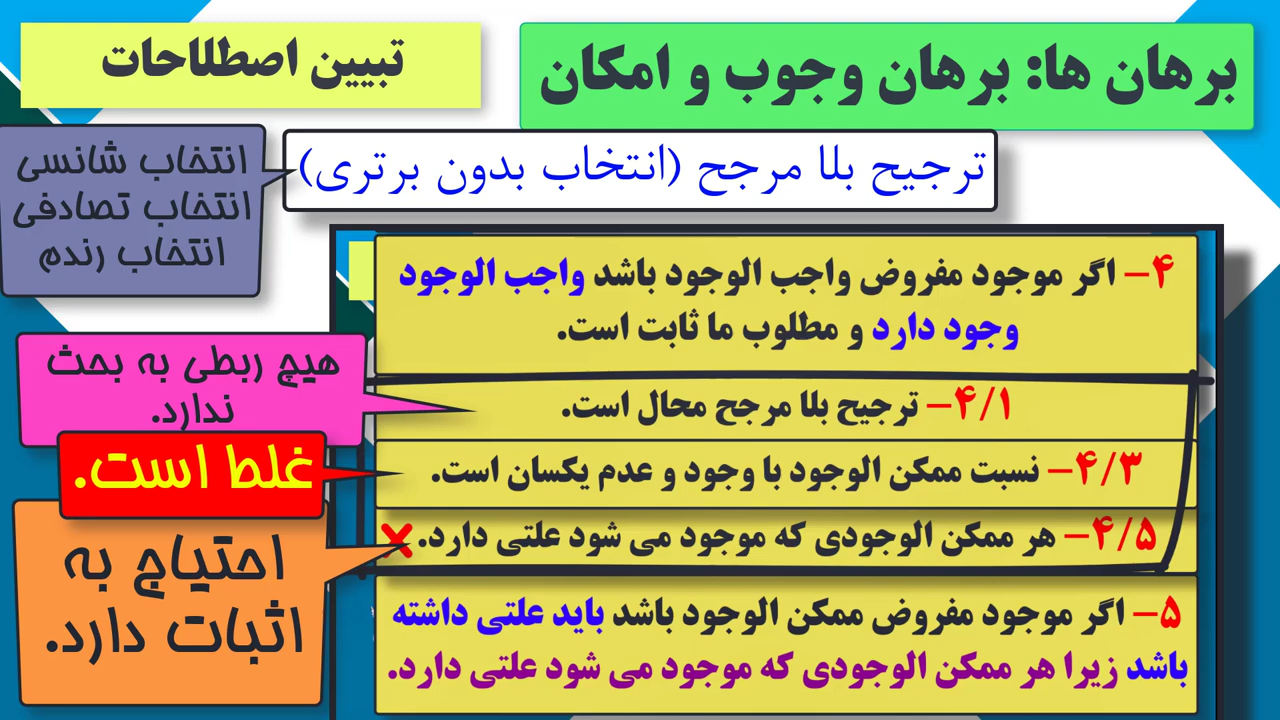 برهان ها: برهان وجوب و امکان
تبیین اصطلاحات
ترجیح بلا مرجح (انتخاب بدون برتری)
انتخاب شانسی
انتخاب تصادفی
انتخاب رندم
۴- اگر موجود مفروض واجب الوجود باشد واجب الوجود
وجود دارد و مطلوب ما ثابت است.
۴/۱- ترجیح بلا مرجح محال است.
هیچ ربطی به بحث
ندارد.
۴/۳- نسبت ممکن الوجود با وجود و عدم یکسان است.
غلط است.
۴/۵- هر ممکن الوجودی که موجود می شود علتی دارد.
احتیاج به
اثبات دارد.
۵- اگر موجود مفروض ممکن الوجود باشد باید علتی داشته
باشد زیرا هر ممکن الوجودی که موجود می شود علتی دارد.